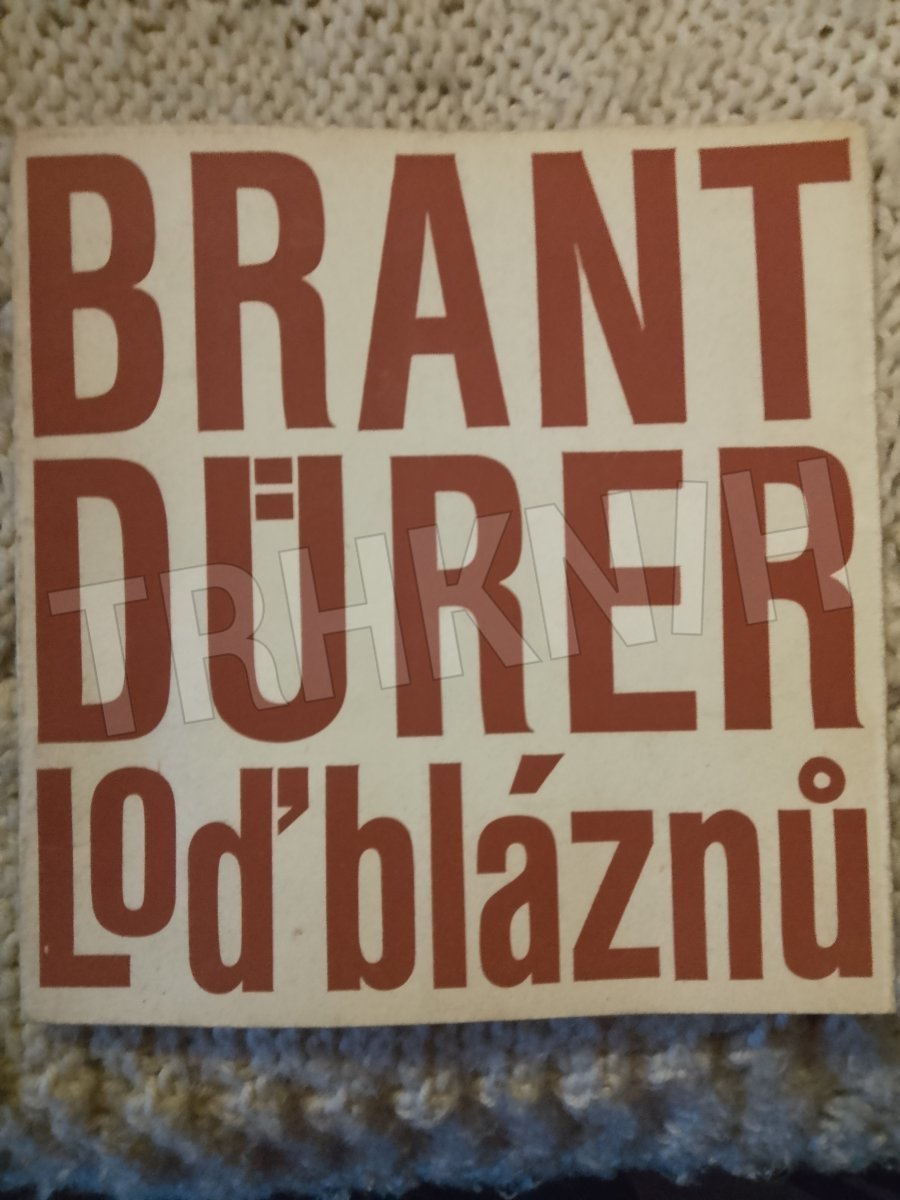 BRANT
DÜRER
TRHKNIH
Loď bláznů